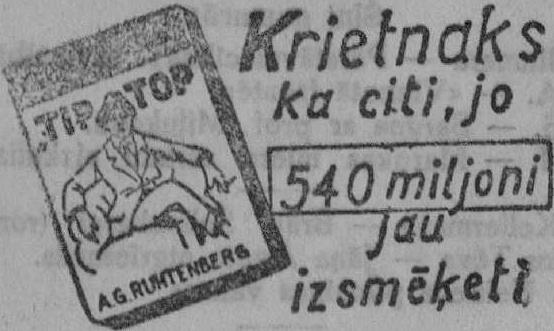 TIP TOP
A.G. RUHTENBERG
Krietnaks
ka citi, jo
540 miljoni
jau
izsmēķeti